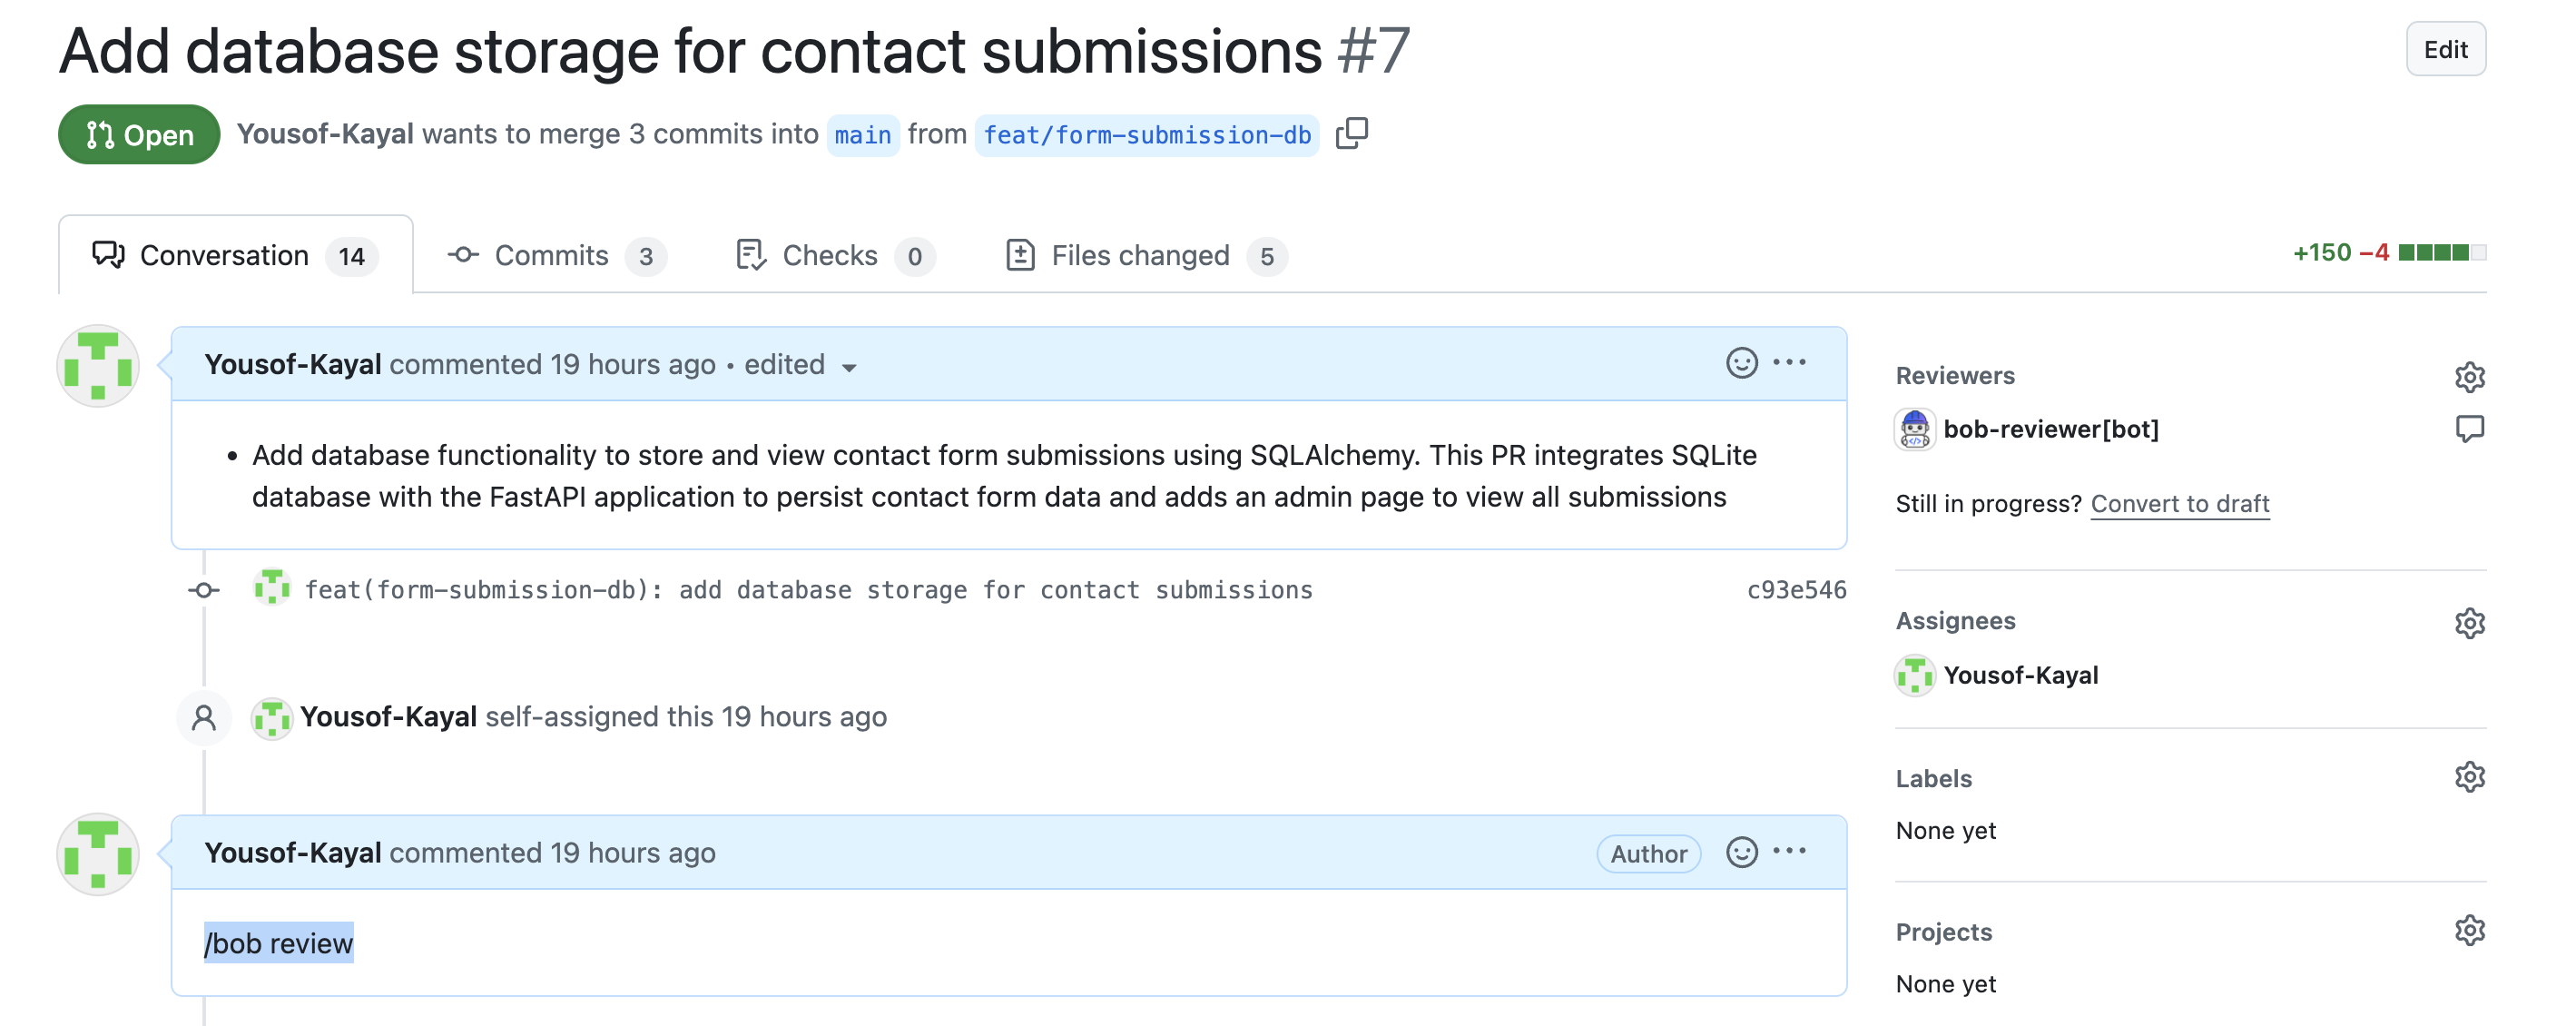 Add database storage for contact submissions #7
Edit
Open
Yousof-Kayal wants to merge 3 commits into main from feat/form-submission-db
Conversation 14
Commits 3
Checks 0
Files changed 5
+150 −4
Yousof-Kayal commented 19 hours ago • edited
• Add database functionality to store and view contact form submissions using SQLAlchemy. This PR integrates SQLite
database with the FastAPI application to persist contact form data and adds an admin page to view all submissions
feat(form-submission-db): add database storage for contact submissions c93e546
Yousof-Kayal self-assigned this 19 hours ago
Yousof-Kayal commented 19 hours ago
Author
/bob review
Reviewers
bob-reviewer[bot]
Still in progress? Convert to draft
Assignees
Yousof-Kayal
Labels
None yet
Projects
None yet